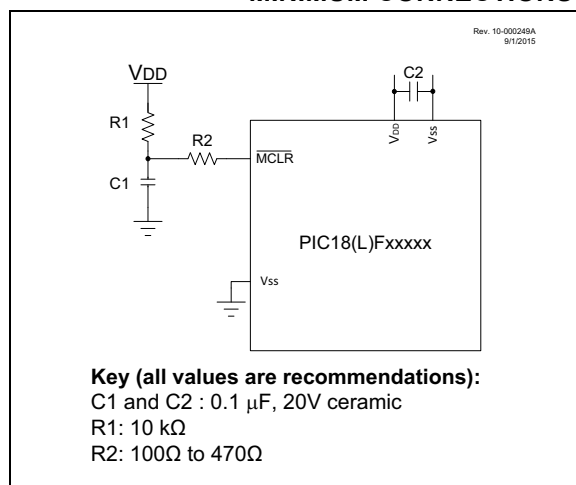 Rev. 10-000249A
9/1/2015
C2
VDD
R1
R2
VDD
Vss
MCLR
C1
PIC18(L)Fxxxxx
Vss
Key (all values are recommendations):
C1 and C2 : 0.1 μF, 20V ceramic
R1: 10 kΩ
R2: 100Ω to 470Ω